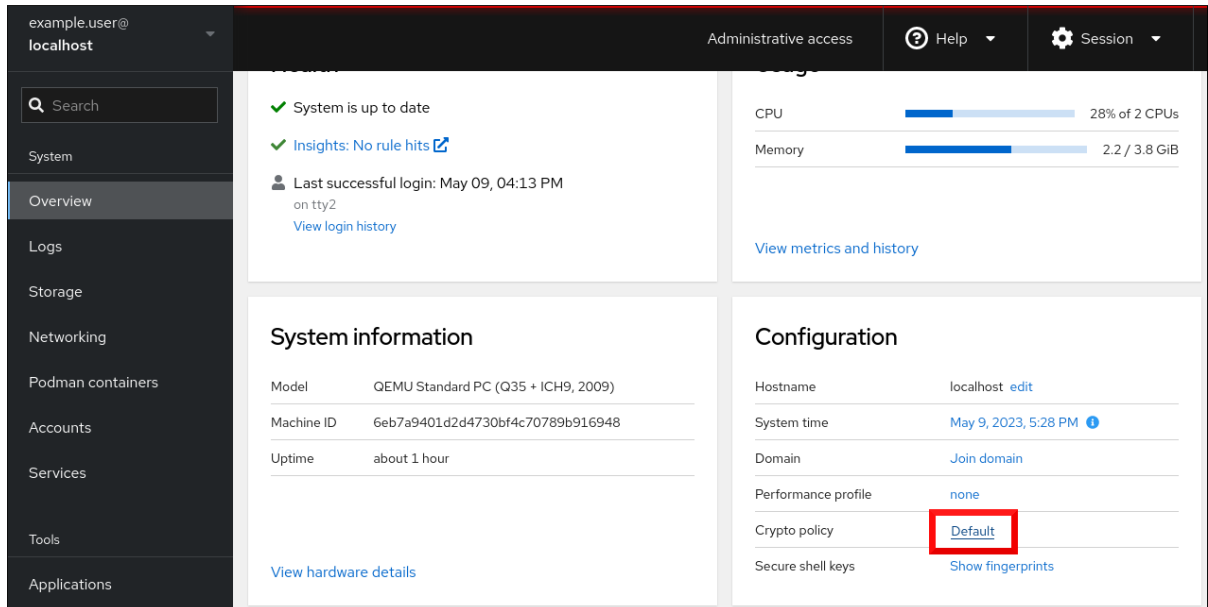 example.user@
localhost
Administrative access
Help
Session
Search
System
Overview
Logs
Storage
Networking
Podman containers
Accounts
Services
Tools
Applications
System is up to date
Insights: No rule hits
Last successful login: May 09, 04:13 PM
on tty2
View login history
CPU 28% of 2 CPUs
Memory 2.2 / 3.8 GiB
View metrics and history
System information
Model QEMU Standard PC (Q35 + ICH9, 2009)
Machine ID 6eb7a9401d2d4730bf4c70789b916948
Uptime about 1 hour
View hardware details
Configuration
Hostname localhost edit
System time May 9, 2023, 5:28 PM
Domain Join domain
Performance profile none
Crypto policy Default
Secure shell keys Show fingerprints